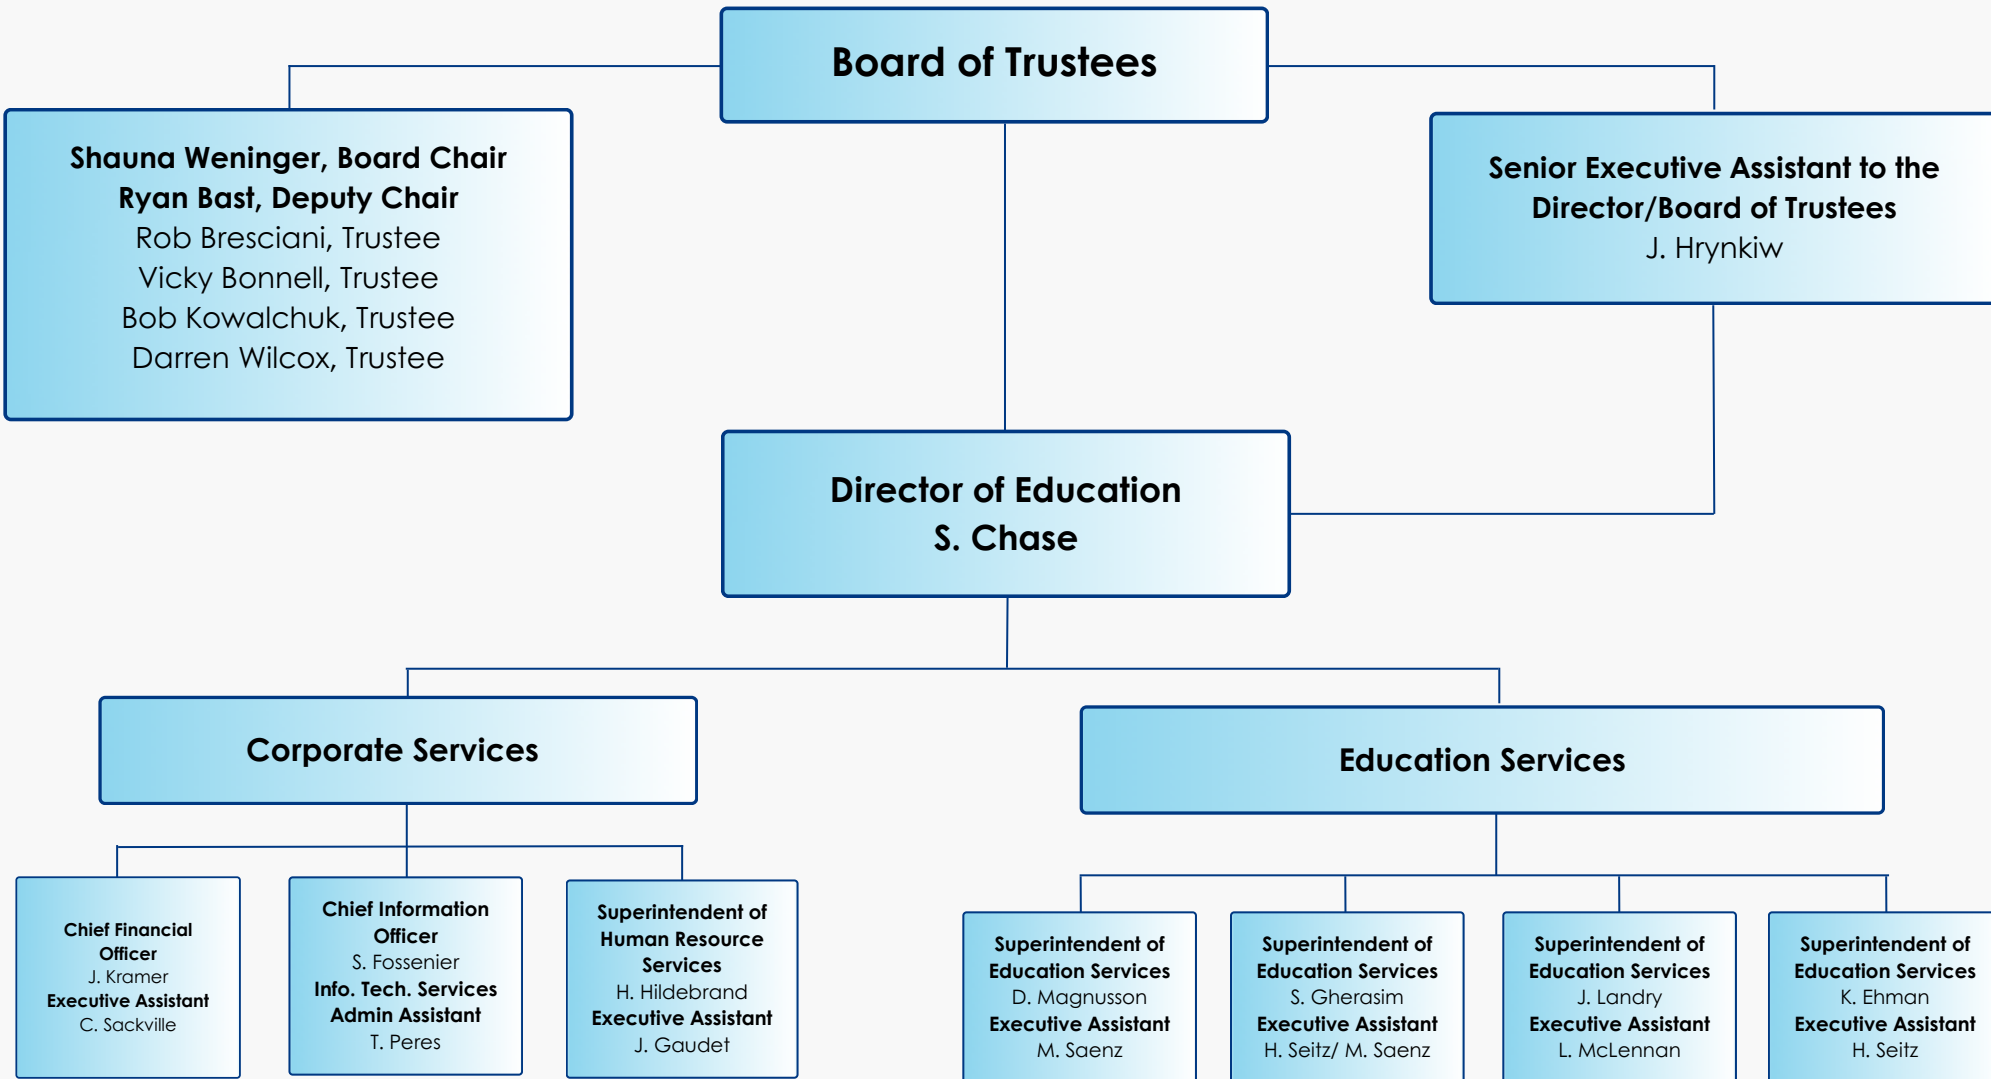 Board of Trustees
Shauna Weninger, Board Chair
Ryan Bast, Deputy Chair
Rob Bresciani, Trustee
Vicky Bonnell, Trustee
Bob Kowalchuk, Trustee
Darren Wilcox, Trustee
Senior Executive Assistant to the
Director/Board of Trustees
J. Hrynkiw
Director of Education
S. Chase
Corporate Services
Education Services
Chief Financial
Officer
J. Kramer
Executive Assistant
C. Sackville
Chief Information
Officer
S. Fossenier
Info. Tech. Services
Admin Assistant
T. Peres
Superintendent of
Human Resource
Services
H. Hildebrand
Executive Assistant
J. Gaudet
Superintendent of
Education Services
D. Magnusson
Executive Assistant
M. Saenz
Superintendent of
Education Services
S. Gherasim
Executive Assistant
H. Seitz/ M. Saenz
Superintendent of
Education Services
J. Landry
Executive Assistant
L. McLennan
Superintendent of
Education Services
K. Ehman
Executive Assistant
H. Seitz